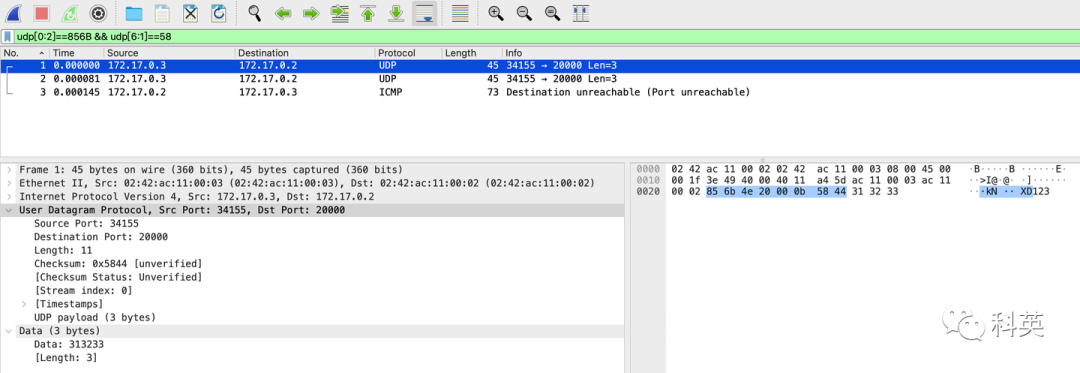 udp[0:2]==856B && udp[6:1]==58
No. Time Source Destination Protocol Length Info
1 0.000000 172.17.0.3 172.17.0.2 UDP 45 34155 → 20000 Len=3
2 0.000081 172.17.0.3 172.17.0.2 UDP 45 34155 → 20000 Len=3
3 0.000145 172.17.0.2 172.17.0.3 ICMP 73 Destination unreachable (Port unreachable)
Frame 1: 45 bytes on wire (360 bits), 45 bytes captured (360 bits)
Ethernet II, Src: 02:42:ac:11:00:03 (02:42:ac:11:00:03), Dst: 02:42:ac:11:00:02 (02:42:ac:11:00:02)
Internet Protocol Version 4, Src: 172.17.0.3, Dst: 172.17.0.2
User Datagram Protocol, Src Port: 34155, Dst Port: 20000
Source Port: 34155
Destination Port: 20000
Length: 11
Checksum: 0x5844 [unverified]
[Checksum Status: Unverified]
[Stream index: 0]
[Timestamps]
UDP payload (3 bytes)
Data (3 bytes)
Data: 313233
[Length: 3]
0000 02 42 ac 11 00 02 02 42 ac 11 00 03 08 00 45 00 ·B·····B ······E·
0010 00 1f 3e 49 40 00 40 11 a4 5d ac 11 00 03 ac 11 ··>I@·@· ·]······
0020 00 02 85 6b 4e 20 00 0b 58 44 31 32 33 ···kN ·· XD123
科英